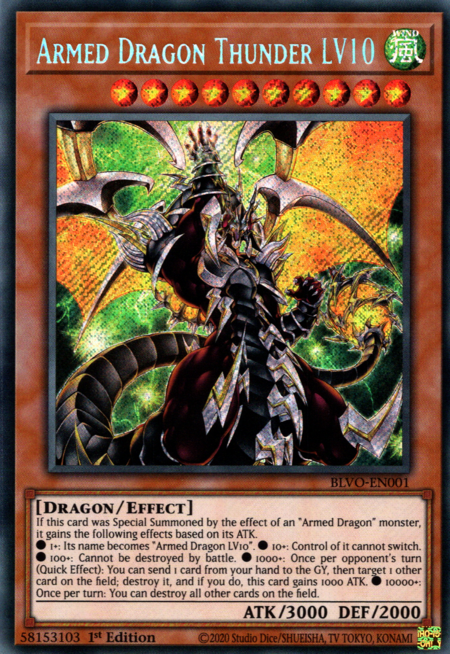 ARMED DRAGON THUNDER LV10
WIND
風
BLVO-EN001
[DRAGON/EFFECT]
If this card was Special Summoned by the effect of an "Armed Dragon" monster,
it gains the following effects based on its ATK.
● 1+: Its name becomes "Armed Dragon LV10". ● 10+: Control of it cannot switch.
● 100+: Cannot be destroyed by battle. ● 1000+: Once per opponent's turn
(Quick Effect): You can send 1 card from your hand to the GY, then target 1 other
card on the field; destroy it, and if you do, this card gains 1000 ATK. ● 10000+:
Once per turn: You can destroy all other cards on the field.
ATK/3000 DEF/2000
58153103 1st Edition ©2020 Studio Dice/SHUEISHA, TV TOKYO, KONAMI